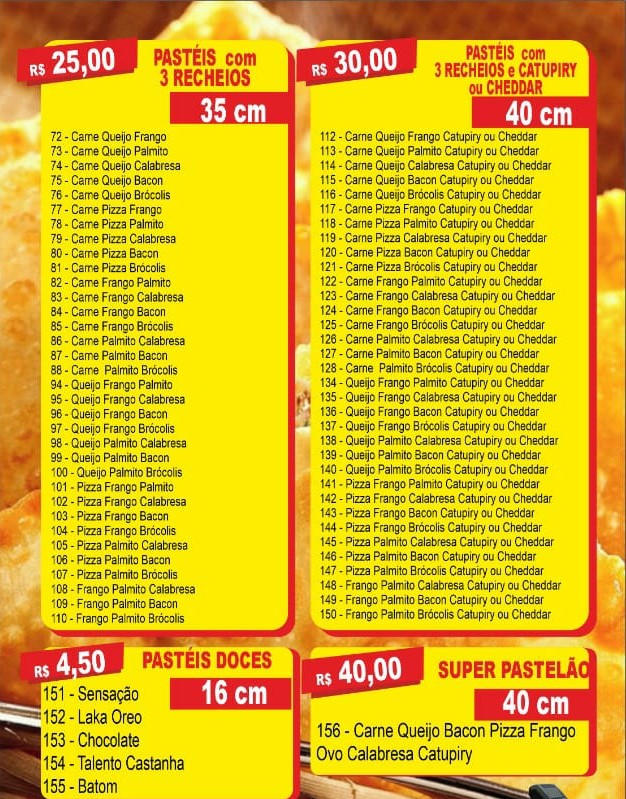 R$ 25,00
PASTÉIS com
3 RECHEIOS
35 cm
72 - Carne Queijo Frango
73 - Carne Queijo Palmito
74 - Carne Queijo Calabresa
75 - Carne Queijo Bacon
76 - Carne Queijo Brócolis
77 - Carne Pizza Frango
78 - Carne Pizza Palmito
79 - Carne Pizza Calabresa
80 - Carne Pizza Bacon
81 - Carne Pizza Brócolis
82 - Carne Frango Palmito
83 - Carne Frango Calabresa
84 - Carne Frango Bacon
85 - Carne Frango Brócolis
86 - Carne Palmito Calabresa
87 - Carne Palmito Bacon
88 - Carne Palmito Brócolis
94 - Queijo Frango Palmito
95 - Queijo Frango Calabresa
96 - Queijo Frango Bacon
97 - Queijo Frango Brócolis
98 - Queijo Palmito Calabresa
99 - Queijo Palmito Bacon
100 - Queijo Palmito Brócolis
101 - Pizza Frango Palmito
102 - Pizza Frango Calabresa
103 - Pizza Frango Bacon
104 - Pizza Frango Brócolis
105 - Pizza Palmito Calabresa
106 - Pizza Palmito Bacon
107 - Pizza Palmito Brócolis
108 - Frango Palmito Calabresa
109 - Frango Palmito Bacon
110 - Frango Palmito Brócolis
R$ 30,00
PASTÉIS com
3 RECHEIOS e CATUPIRY
ou CHEDDAR
40 cm
112 - Carne Queijo Frango Catupiry ou Cheddar
113 - Carne Queijo Palmito Catupiry ou Cheddar
114 - Carne Queijo Calabresa Catupiry ou Cheddar
115 - Carne Queijo Bacon Catupiry ou Cheddar
116 - Carne Queijo Brócolis Catupiry ou Cheddar
117 - Carne Pizza Frango Catupiry ou Cheddar
118 - Carne Pizza Palmito Catupiry ou Cheddar
119 - Carne Pizza Calabresa Catupiry ou Cheddar
120 - Carne Pizza Bacon Catupiry ou Cheddar
121 - Carne Pizza Brócolis Catupiry ou Cheddar
122 - Carne Frango Palmito Catupiry ou Cheddar
123 - Carne Frango Calabresa Catupiry ou Cheddar
124 - Carne Frango Bacon Catupiry ou Cheddar
125 - Carne Frango Brócolis Catupiry ou Cheddar
126 - Carne Palmito Calabresa Catupiry ou Cheddar
127 - Carne Palmito Bacon Catupiry ou Cheddar
128 - Carne Palmito Brócolis Catupiry ou Cheddar
134 - Queijo Frango Palmito Catupiry ou Cheddar
135 - Queijo Frango Calabresa Catupiry ou Cheddar
136 - Queijo Frango Bacon Catupiry ou Cheddar
137 - Queijo Frango Brócolis Catupiry ou Cheddar
138 - Queijo Palmito Calabresa Catupiry ou Cheddar
139 - Queijo Palmito Bacon Catupiry ou Cheddar
140 - Queijo Palmito Brócolis Catupiry ou Cheddar
141 - Pizza Frango Palmito Catupiry ou Cheddar
142 - Pizza Frango Calabresa Catupiry ou Cheddar
143 - Pizza Frango Bacon Catupiry ou Cheddar
144 - Pizza Frango Brócolis Catupiry ou Cheddar
145 - Pizza Palmito Calabresa Catupiry ou Cheddar
146 - Pizza Palmito Bacon Catupiry ou Cheddar
147 - Pizza Palmito Brócolis Catupiry ou Cheddar
148 - Frango Palmito Calabresa Catupiry ou Cheddar
149 - Frango Palmito Bacon Catupiry ou Cheddar
150 - Frango Palmito Brócolis Catupiry ou Cheddar
R$ 4,50
PASTÉIS DOCES
16 cm
151 - Sensação
152 - Laka Oreo
153 - Chocolate
154 - Talento Castanha
155 - Batom
R$ 40,00
SUPER PASTELÃO
40 cm
156 - Carne Queijo Bacon Pizza Frango
Ovo Calabresa Catupiry